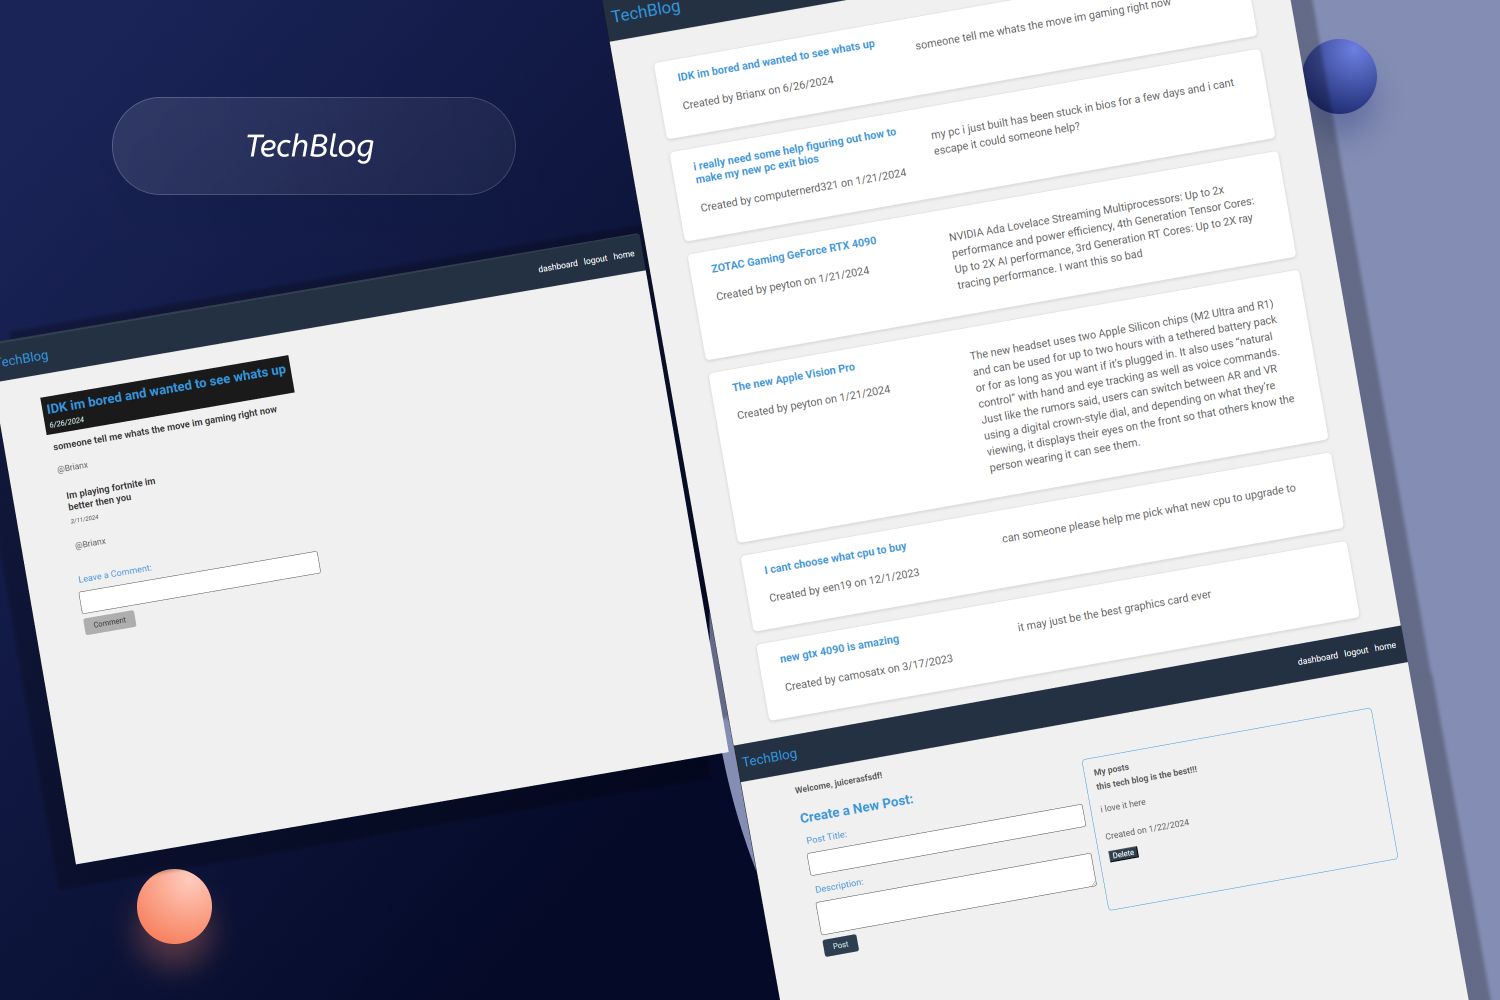 TechBlog
TechBlog
dashboard logout home
IDK im bored and wanted to see whats up
6/26/2024
someone tell me whats the move im gaming right now
@Brianx
Im playing fortnite im
better then you
2/11/2024
@Brianx
Leave a Comment:
Comment
TechBlog
IDK im bored and wanted to see whats up
Created by Brianx on 6/26/2024
someone tell me whats the move im gaming right now
i really need some help figuring out how to
make my new pc exit bios
Created by computernerd321 on 1/21/2024
my pc i just built has been stuck in bios for a few days and i cant
escape it could someone help?
ZOTAC Gaming GeForce RTX 4090
Created by peyton on 1/21/2024
NVIDIA Ada Lovelace Streaming Multiprocessors: Up to 2x
performance and power efficiency, 4th Generation Tensor Cores:
Up to 2X AI performance, 3rd Generation RT Cores: Up to 2X ray
tracing performance. I want this so bad
The new Apple Vision Pro
Created by peyton on 1/21/2024
The new headset uses two Apple Silicon chips (M2 Ultra and R1)
and can be used for up to two hours with a tethered battery pack
or for as long as you want if it's plugged in. It also uses "natural
control" with hand and eye tracking as well as voice commands.
Just like the rumors said, users can switch between AR and VR
using a digital crown-style dial, and depending on what they're
viewing, it displays their eyes on the front so that others know the
person wearing it can see them.
I cant choose what cpu to buy
Created by een19 on 12/1/2023
can someone please help me pick what new cpu to upgrade to
new gtx 4090 is amazing
Created by camosatx on 3/17/2023
it may just be the best graphics card ever
TechBlog
dashboard logout home
Welcome, juicerasfsdf!
Create a New Post:
Post Title:
Description:
Post
My posts
this tech blog is the best!!!
i love it here
Created on 1/22/2024
Delete